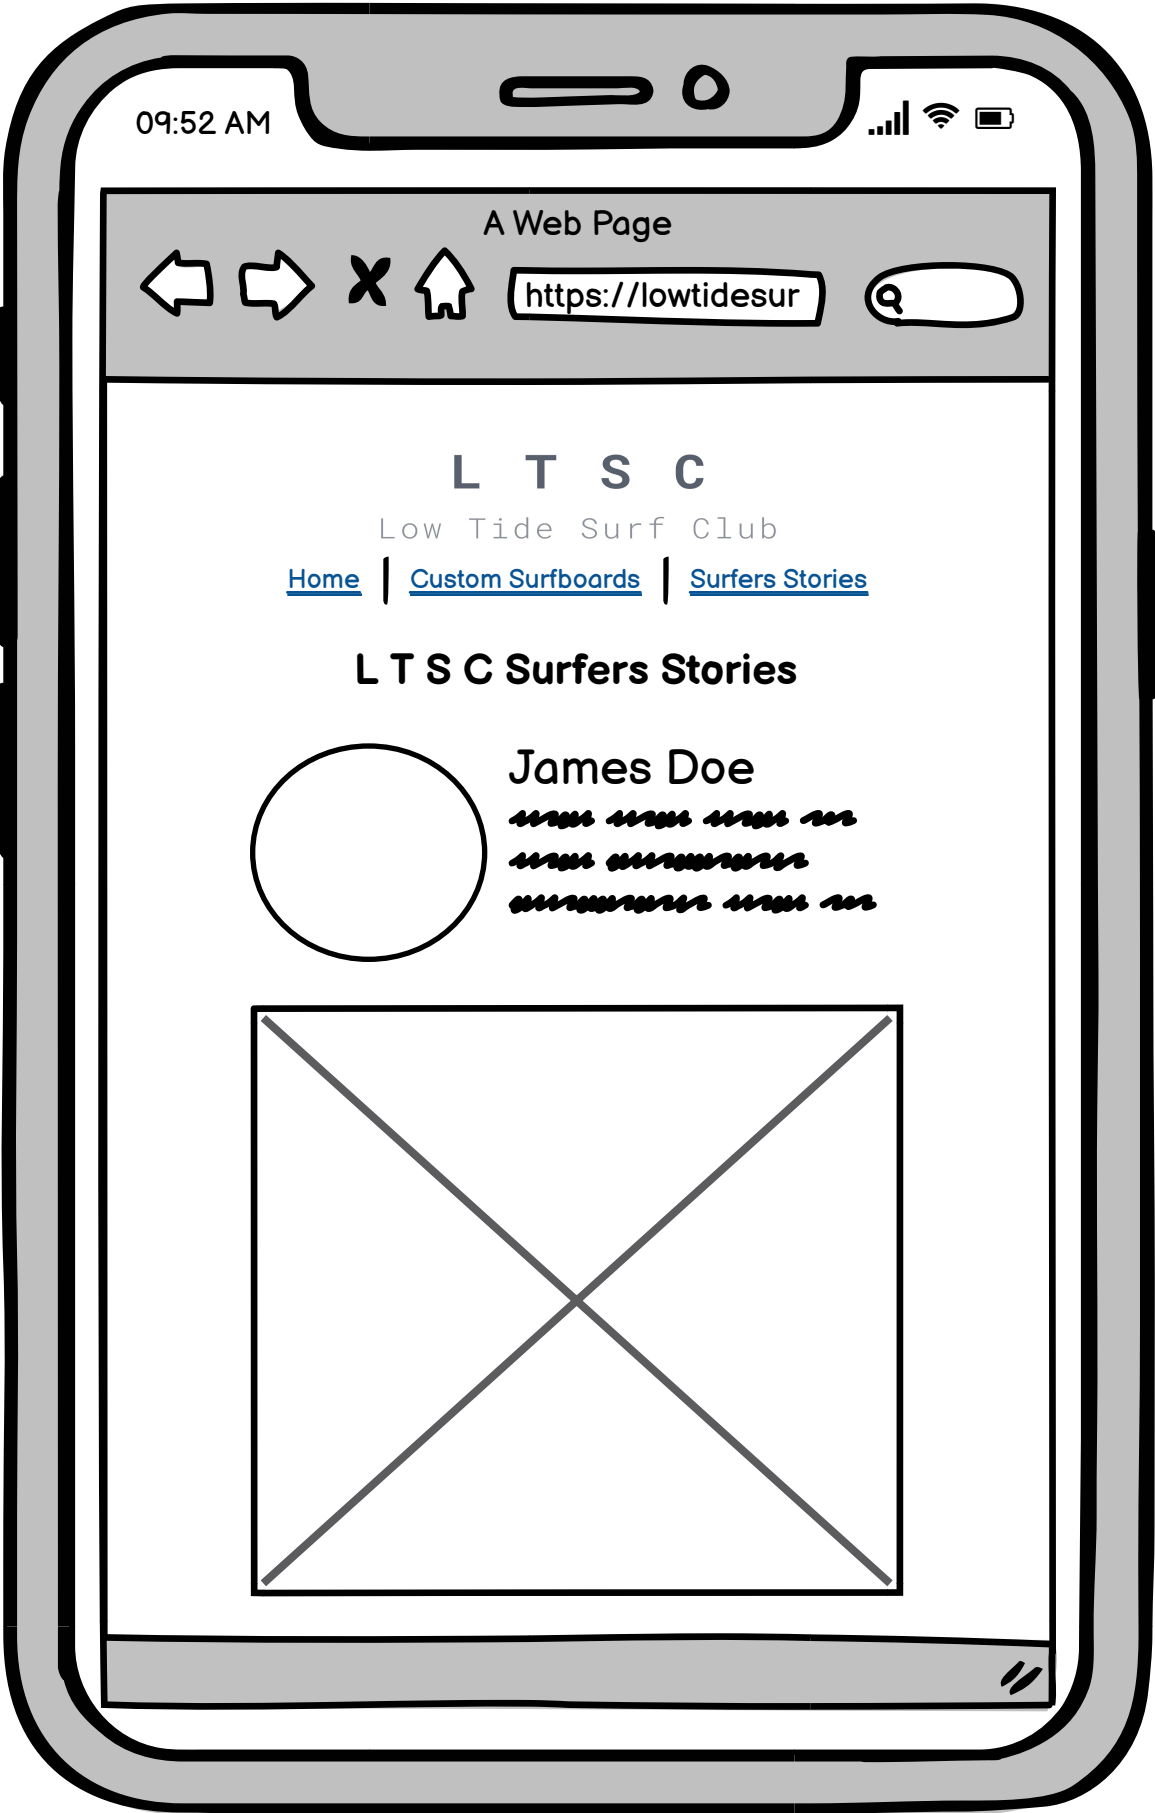 09:52 AM
A Web Page
https://lowtidesur
L T S C
Low Tide Surf Club
Home | Custom Surfboards | Surfers Stories
L T S C Surfers Stories
James Doe